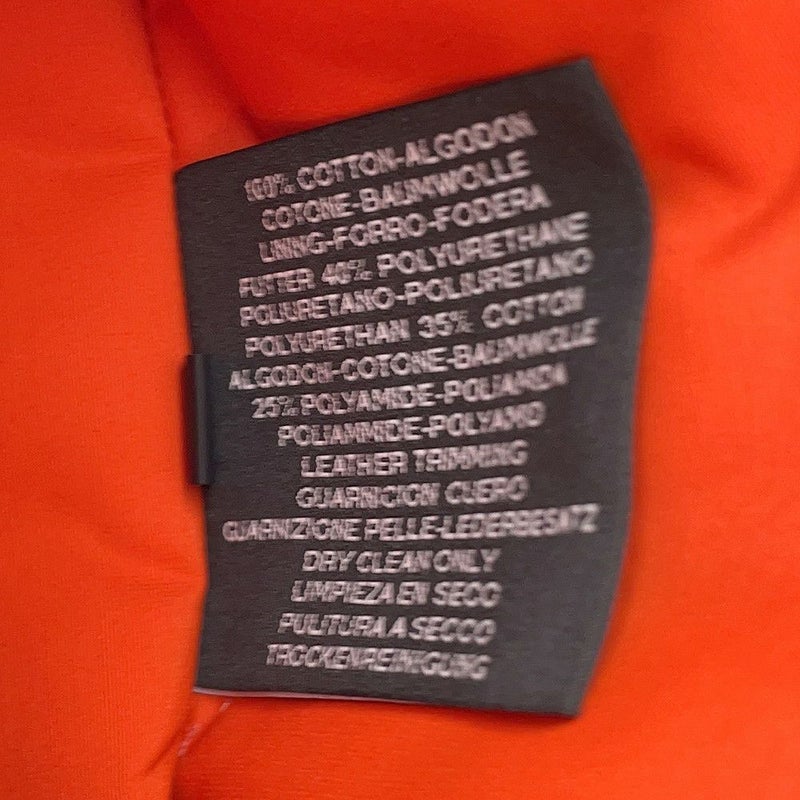 100% COTTON-ALGODON
COTONE-BAUMWOLLE
LINING-FORRO-FODERA
FUTTER 40% POLYURETHANE
POLIURETANO-POLIURETANO
POLYURETHAN 35% COTTON
ALGODON-COTONE-BAUMWOLLE
25% POLYAMIDE-POLIAMIDA
POLIAMMIDE-POLYAMID
LEATHER TRIMMING
GUARNICION CUERO
GUARNIZIONE PELLE-LEDERBESATZ
DRY CLEAN ONLY
LIMPIEZA EN SECO
PULITURA A SECCO
TROCKENREINIGUNG